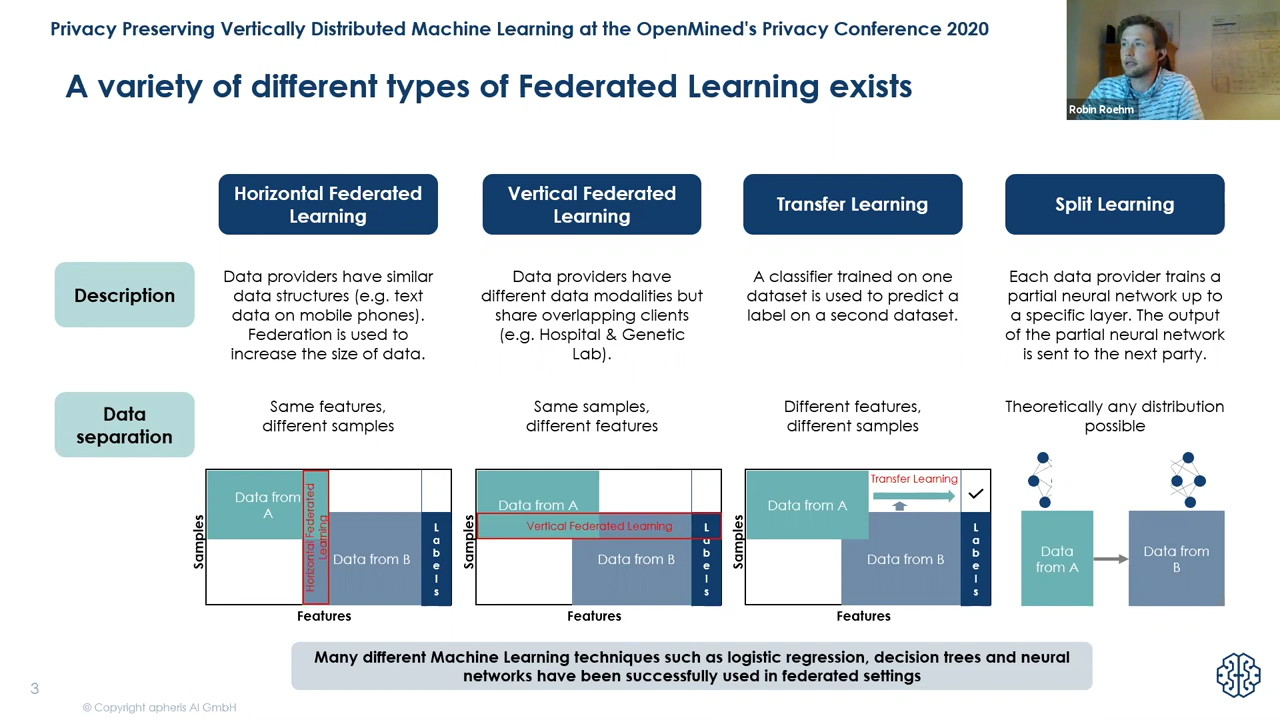 Privacy Preserving Vertically Distributed Machine Learning at the OpenMined's Privacy Conference 2020
A variety of different types of Federated Learning exists
Robin Roehm
Horizontal Federated
Learning
Vertical Federated
Learning
Transfer Learning
Split Learning
Description
Data providers have similar
data structures (e.g. text
data on mobile phones).
Federation is used to
increase the size of data.
Data providers have
different data modalities but
share overlapping clients
(e.g. Hospital & Genetic
Lab).
A classifier trained on one
dataset is used to predict a
label on a second dataset.
Each data provider trains a
partial neural network up to
a specific layer. The output
of the partial neural network
is sent to the next party.
Data
separation
Same features,
different samples
Same samples,
different features
Different features,
different samples
Theoretically any distribution
possible
Samples
Data from
A
Horizontal Federated
Learning
Data from B
Labels
Features
Samples
Data from A
Vertical Federated Learning
Data from B
Labels
Features
Samples
Data from A
Transfer Learning
Data from B
Labels
Features
Data
from A
Data from
B
Many different Machine Learning techniques such as logistic regression, decision trees and neural
networks have been successfully used in federated settings
3
© Copyright apheris AI GmbH